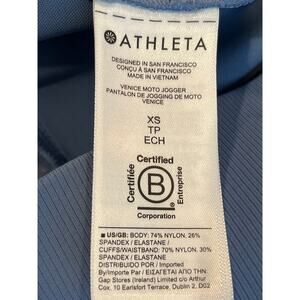 ATHLETA
DESIGNED IN SAN FRANCISCO
CONÇU À SAN FRANCISCO
MADE IN VIETNAM
VENICE MOTO JOGGER
PANTALON DE JOGGING DE MOTO
VENICE
XS
TP
ECH
Certified
Certifiée
B
Entreprise
Corporation
US/GB: BODY: 74% NYLON, 26%
SPANDEX / ELASTANE /
CUFFS/WAISTBAND: 70% NYLON, 30%
SPANDEX / ELASTANE
DISTRIBUIDO POR / Imported
By/Importe Par / ΕΙΣΑΓΕΤΑΙ ΑΠΟ ΤΗΝ:
Gap Stores (Ireland) Limited c/o Arthur
Cox, 10 Earlsfort Terrace, Dublin 2, D02